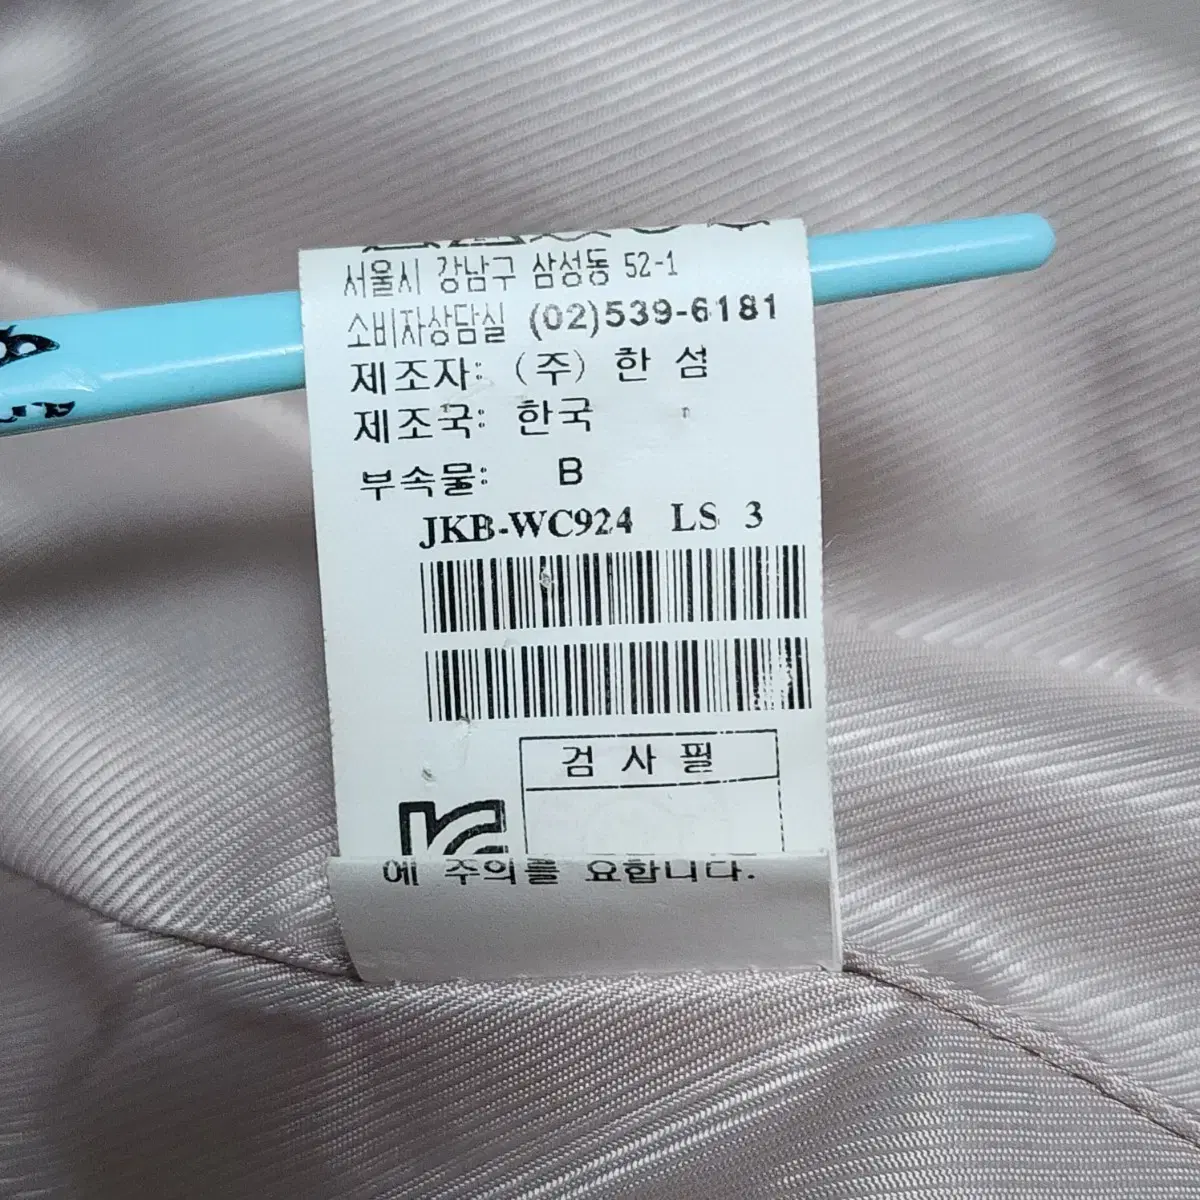 서울시 강남구 삼성동 52-1
소비자상담실 (02)539-6181
제조자: (주) 한 섬
제조국: 한국
부속물: B
JKB-WC924 LS 3
검 사 필
에 주의를 요합니다.